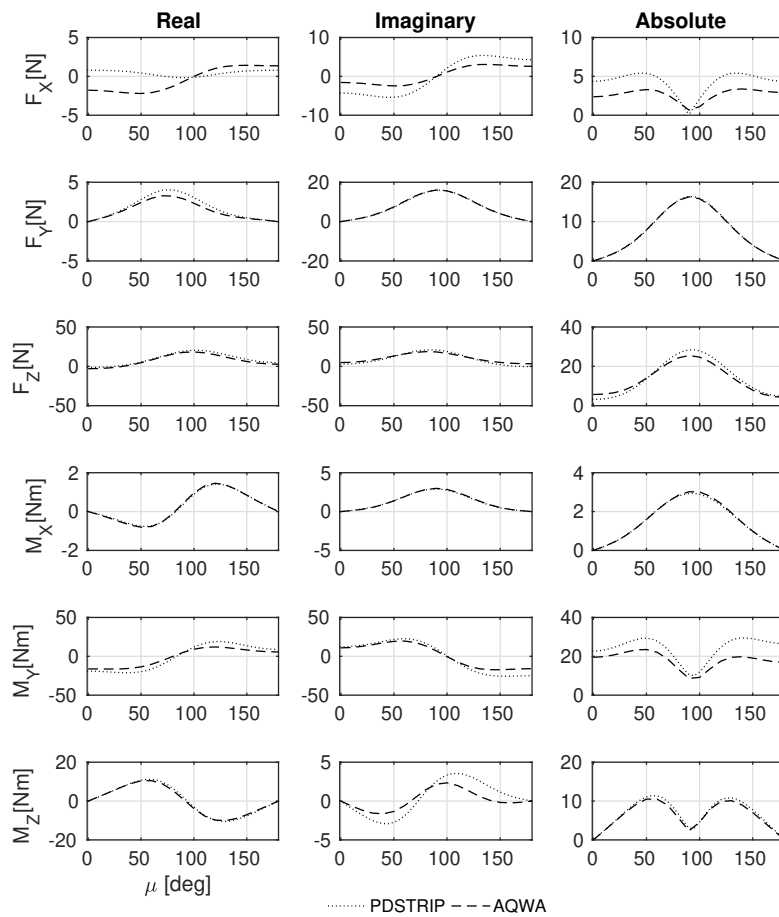 Real Imaginary Absolute
5 10 10
F_X[N] 0 0 5
-5 -10 0
0 50 100 150 0 50 100 150 0 50 100 150
5 20 20
F_Y[N] 0 0 10
-5 -20 0
0 50 100 150 0 50 100 150 0 50 100 150
50 50 40
F_Z[N] 0 0 20
-50 -50 0
0 50 100 150 0 50 100 150 0 50 100 150
2 5 4
M_X[Nm] 0 0 2
-2 -5 0
0 50 100 150 0 50 100 150 0 50 100 150
50 50 40
M_Y[Nm] 0 0 20
-50 -50 0
0 50 100 150 0 50 100 150 0 50 100 150
20 5 20
M_Z[Nm] 0 0 10
-20 -5 0
0 50 100 150 0 50 100 150 0 50 100 150
μ [deg]
PDSTRIP AQWA